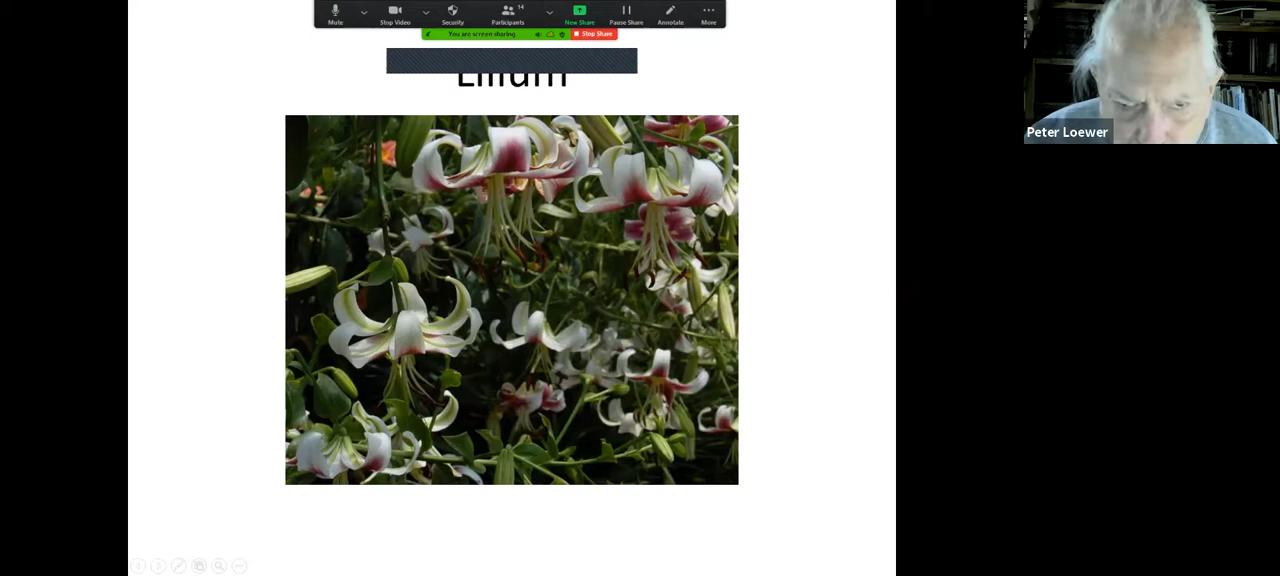 Mute Stop Video Security Participants 14 New Share Pause Share Annotate More
You are screen sharing Stop Share
Lilium
Peter Loewer